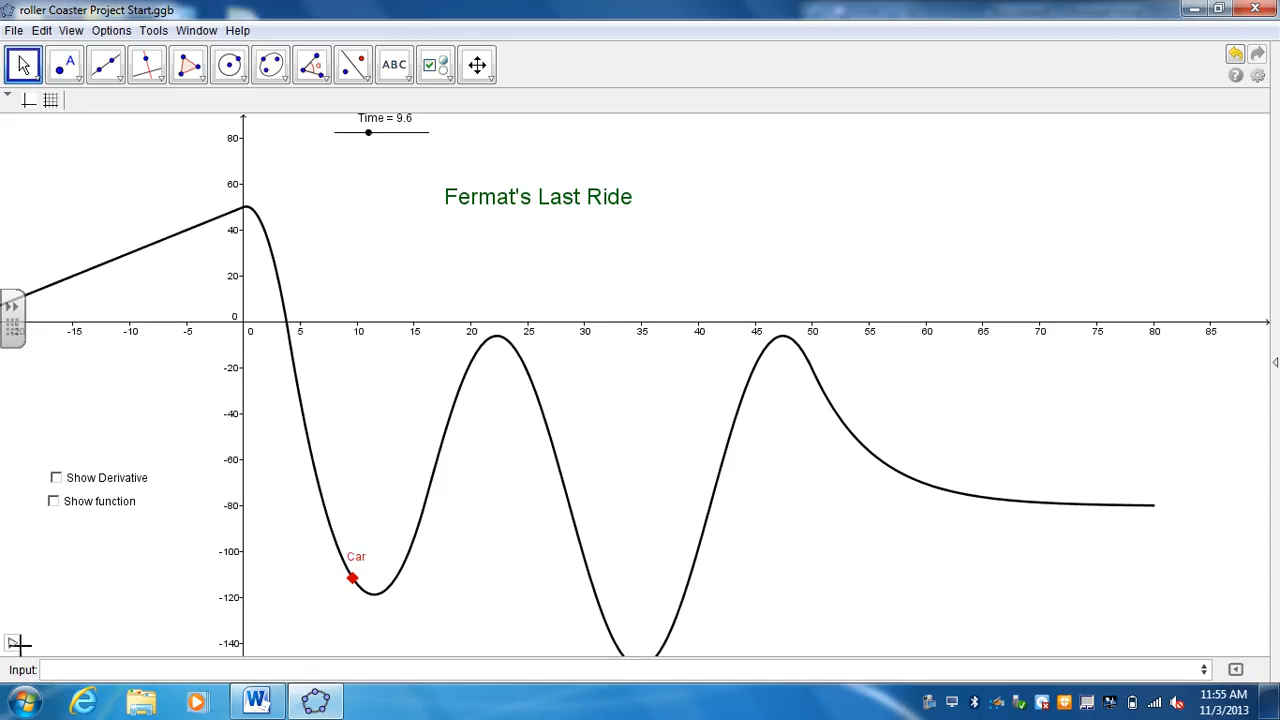 roller Coaster Project Start.ggb
File Edit View Options Tools Window Help
A α ABC
Time = 9.6
80
Fermat's Last Ride
60
40
20
0
-20 -15 -10 -5 0 5 10 15 20 25 30 35 40 45 50 55 60 65 70 75 80 85
-20
-40
-60
Show Derivative
-80
Show function
-100
Car
-120
-140
Input:
11:55 AM
11/3/2013